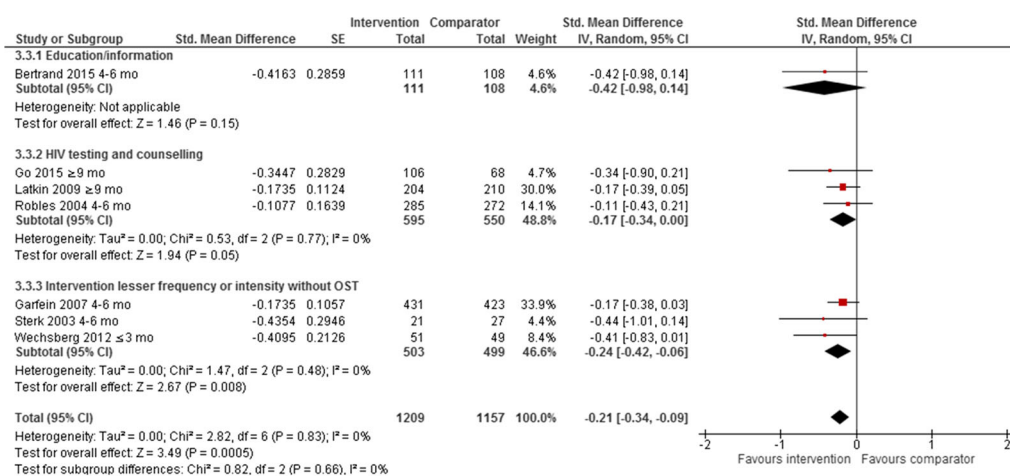 Intervention Comparator Std. Mean Difference Std. Mean Difference
Study or Subgroup Std. Mean Difference SE Total Total Weight IV, Random, 95% CI IV, Random, 95% CI
3.3.1 Education/information
Bertrand 2015 4-6 mo -0.4163 0.2859 111 108 4.6% -0.42 [-0.98, 0.14]
Subtotal (95% CI) 111 108 4.6% -0.42 [-0.98, 0.14]
Heterogeneity: Not applicable
Test for overall effect: Z = 1.46 (P = 0.15)
3.3.2 HIV testing and counselling
Go 2015 ≥9 mo -0.3447 0.2829 106 68 4.7% -0.34 [-0.90, 0.21]
Latkin 2009 ≥9 mo -0.1735 0.1124 204 210 30.0% -0.17 [-0.39, 0.05]
Robles 2004 4-6 mo -0.1077 0.1639 285 272 14.1% -0.11 [-0.43, 0.21]
Subtotal (95% CI) 595 550 48.8% -0.17 [-0.34, 0.00]
Heterogeneity: Tau² = 0.00; Chi² = 0.53, df = 2 (P = 0.77); I² = 0%
Test for overall effect: Z = 1.94 (P = 0.05)
3.3.3 Intervention lesser frequency or intensity without OST
Garfein 2007 4-6 mo -0.1735 0.1057 431 423 33.9% -0.17 [-0.38, 0.03]
Sterk 2003 4-6 mo -0.4354 0.2946 21 27 4.4% -0.44 [-1.01, 0.14]
Wechsberg 2012 ≤3 mo -0.4095 0.2126 51 49 8.4% -0.41 [-0.83, 0.01]
Subtotal (95% CI) 503 499 46.6% -0.24 [-0.42, -0.06]
Heterogeneity: Tau² = 0.00; Chi² = 1.47, df = 2 (P = 0.48); I² = 0%
Test for overall effect: Z = 2.67 (P = 0.008)
Total (95% CI) 1209 1157 100.0% -0.21 [-0.34, -0.09]
Heterogeneity: Tau² = 0.00; Chi² = 2.82, df = 6 (P = 0.83); I² = 0%
Test for overall effect: Z = 3.49 (P = 0.0005)
Test for subgroup differences: Chi² = 0.82, df = 2 (P = 0.66), I² = 0%
-2 -1 0 1 2
Favours intervention Favours comparator